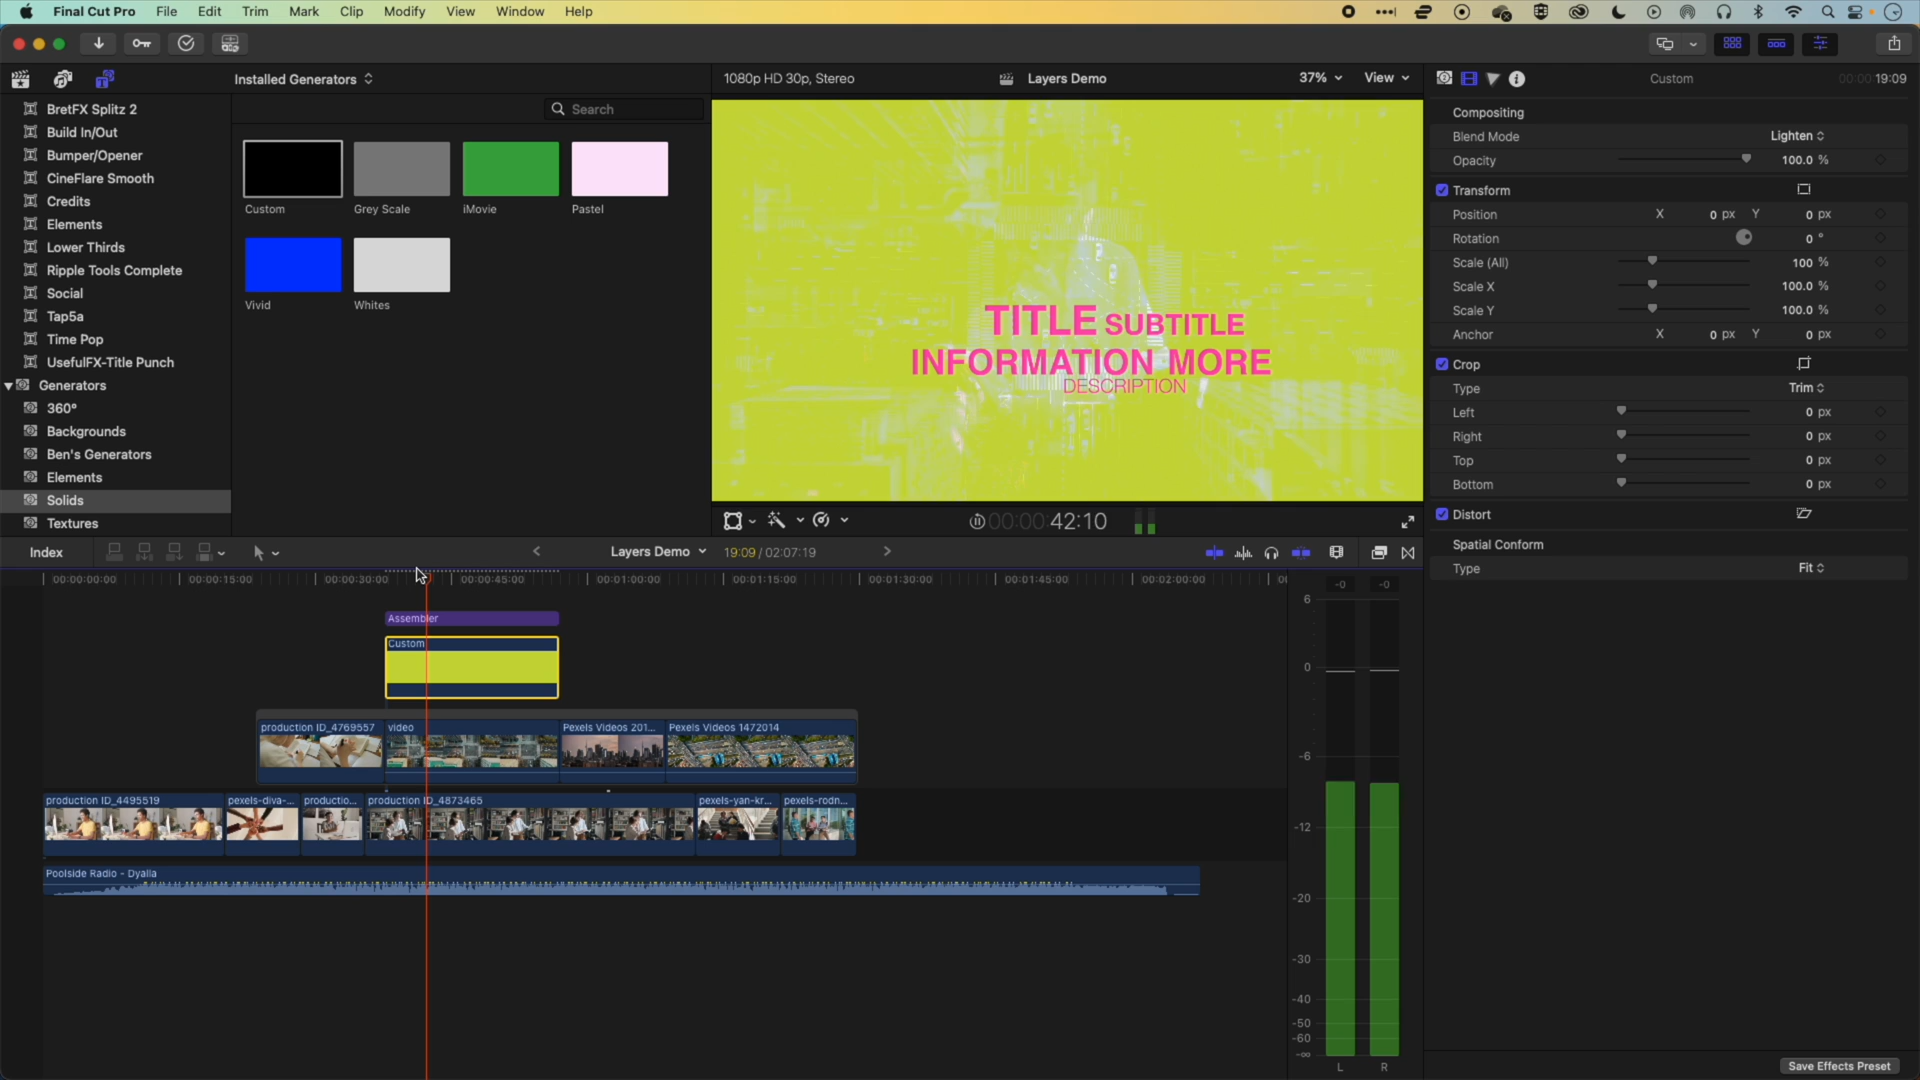 Final Cut Pro File Edit Trim Mark Clip Modify View Window Help
Installed Generators
1080p HD 30p, Stereo Layers Demo 37% View
Custom 00:00:00:19:09
BretFX Splitz 2
Build In/Out
Bumper/Opener
CineFlare Smooth
Credits
Elements
Lower Thirds
Ripple Tools Complete
Social
Tap5a
Time Pop
UsefulFX-Title Punch
Generators
360°
Backgrounds
Ben's Generators
Elements
Solids
Textures
Search
Custom
Grey Scale
iMovie
Pastel
Vivid
Whites
TITLE SUBTITLE
INFORMATION MORE
DESCRIPTION
00:00:00:42:10
Compositing
Blend Mode Lighten
Opacity 100.0 %
Transform
Position X 0 px Y 0 px
Rotation 0 °
Scale (All) 100 %
Scale X 100.0 %
Scale Y 100.0 %
Anchor X 0 px Y 0 px
Crop
Type Trim
Left 0 px
Right 0 px
Top 0 px
Bottom 0 px
Distort
Spatial Conform
Type Fit
Index
Layers Demo 19:09 / 02:07:19
00:00:00:00 00:00:15:00 00:00:30:00 00:00:45:00 00:01:00:00 00:01:15:00 00:01:30:00 00:01:45:00 00:02:00:00
Assembler
Custom
production ID_4769557 video Pexels Videos 201... Pexels Videos 1472014
production ID_4495519 pexels-diva-... productio... production ID_4873465 pexels-yan-kr... pexels-rodn...
Poolside Radio - Dyalla
-0 -0
6
0
-6
-12
-20
-30
-40
-50
-60
-∞
L R
Save Effects Preset